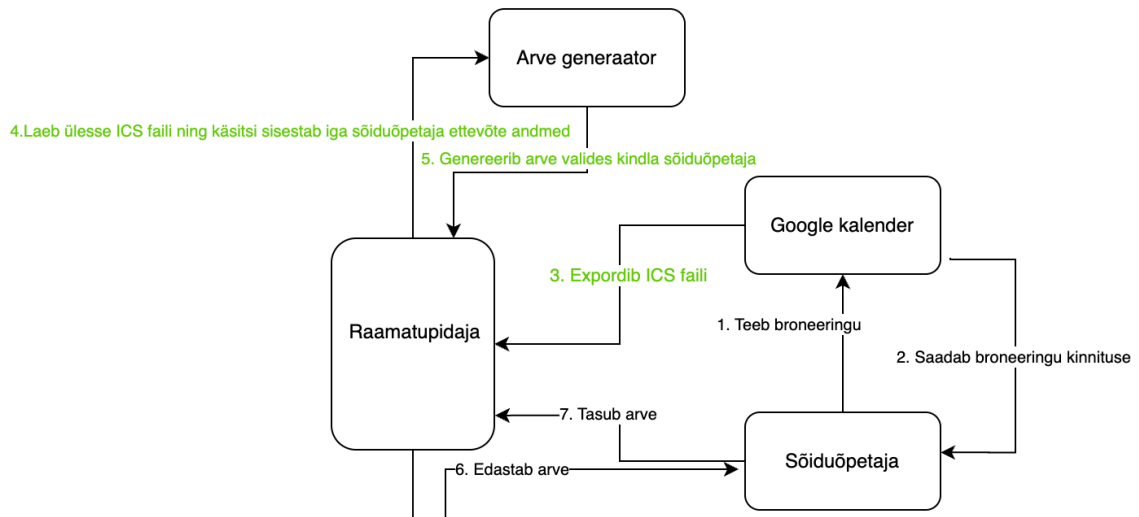 Arve generaator
4.Laeb ülesse ICS faili ning käsitsi sisestab iga sõiduõpetaja ettevõte andmed
5. Genereerib arve valides kindla sõiduõpetaja
Google kalender
3. Expordib ICS faili
1. Teeb broneeringu
Raamatupidaja
2. Saadab broneeringu kinnituse
7. Tasub arve
Sõiduõpetaja
6. Edastab arve